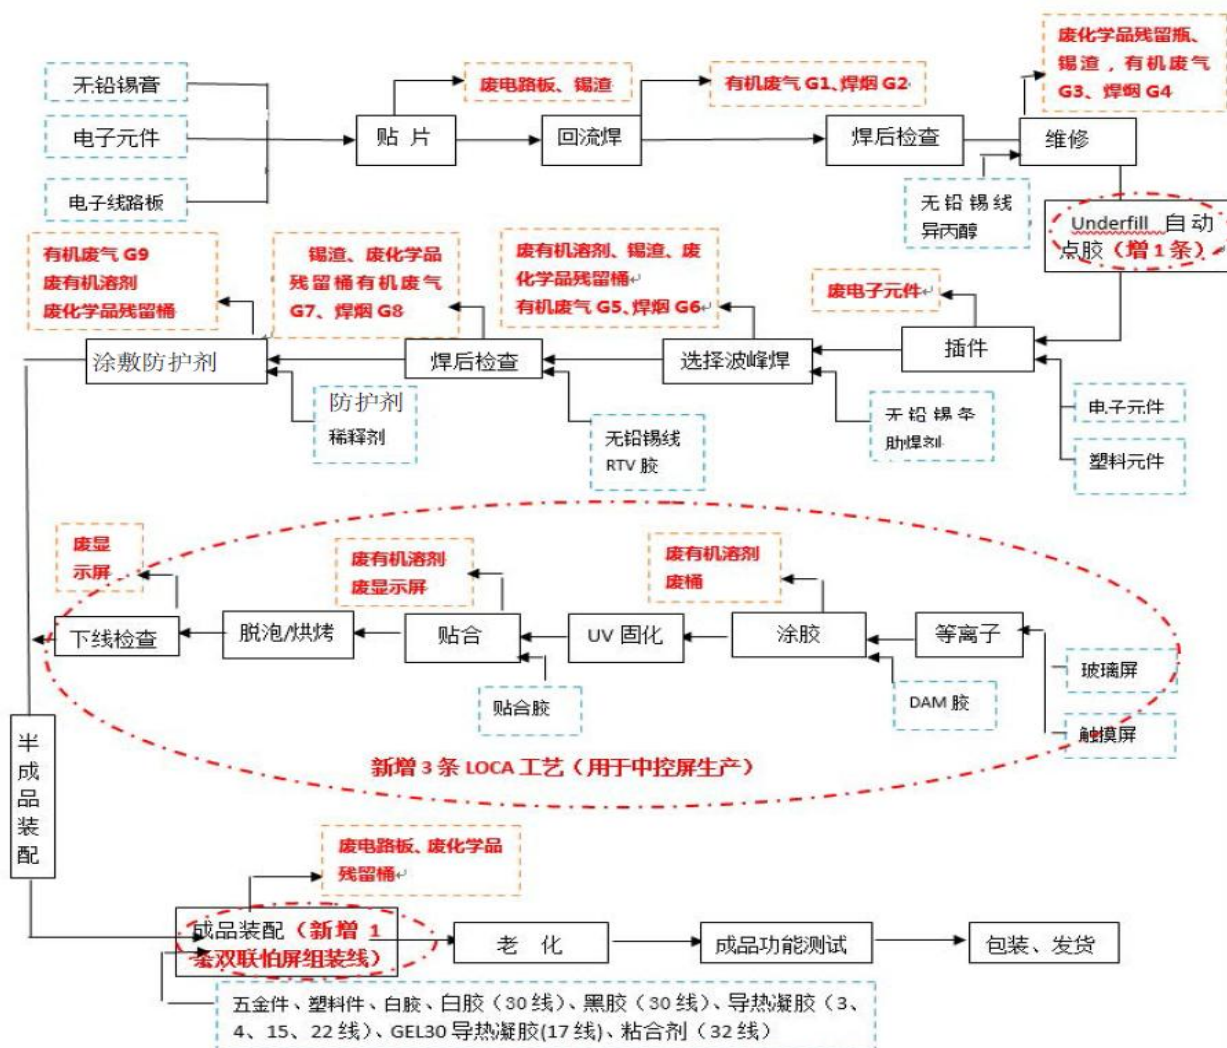 废化学品残留瓶、
锡渣，有机废气
G3、焊烟 G4
无铅锡膏
废电路板、锡渣
有机废气 G1、焊烟 G2
电子元件
贴 片
回流焊
焊后检查
维修
电子线路板
无铅锡线
异丙醇
Underfill 自动
点胶（增 1 条）
有机废气 G9
废有机溶剂
废化学品残留桶
锡渣、废化学品
残留桶有机废气
G7、焊烟 G8
废有机溶剂、锡渣、废
化学品残留桶
有机废气 G5、焊烟 G6
废电子元件
涂敷防护剂
焊后检查
选择波峰焊
插件
防护剂
稀释剂
无铅锡线
RTV 胶
无铅锡条
助焊剂
电子元件
塑料元件
废显
示屏
废有机溶剂
废显示屏
废有机溶剂
废桶
下线检查
脱泡/烘烤
贴合
UV 固化
涂胶
等离子
贴合胶
DAM 胶
玻璃屏
触摸屏
新增 3 条 LOCA 工艺（用于中控屏生产）
半成品装配
废电路板、废化学品
残留桶
成品装配（新增 1
条双联怕屏组装线）
老 化
成品功能测试
包装、发货
五金件、塑料件、白胶、白胶（30 线）、黑胶（30 线）、导热凝胶（3、
4、15、22 线）、GEL30 导热凝胶(17 线)、粘合剂（32 线）